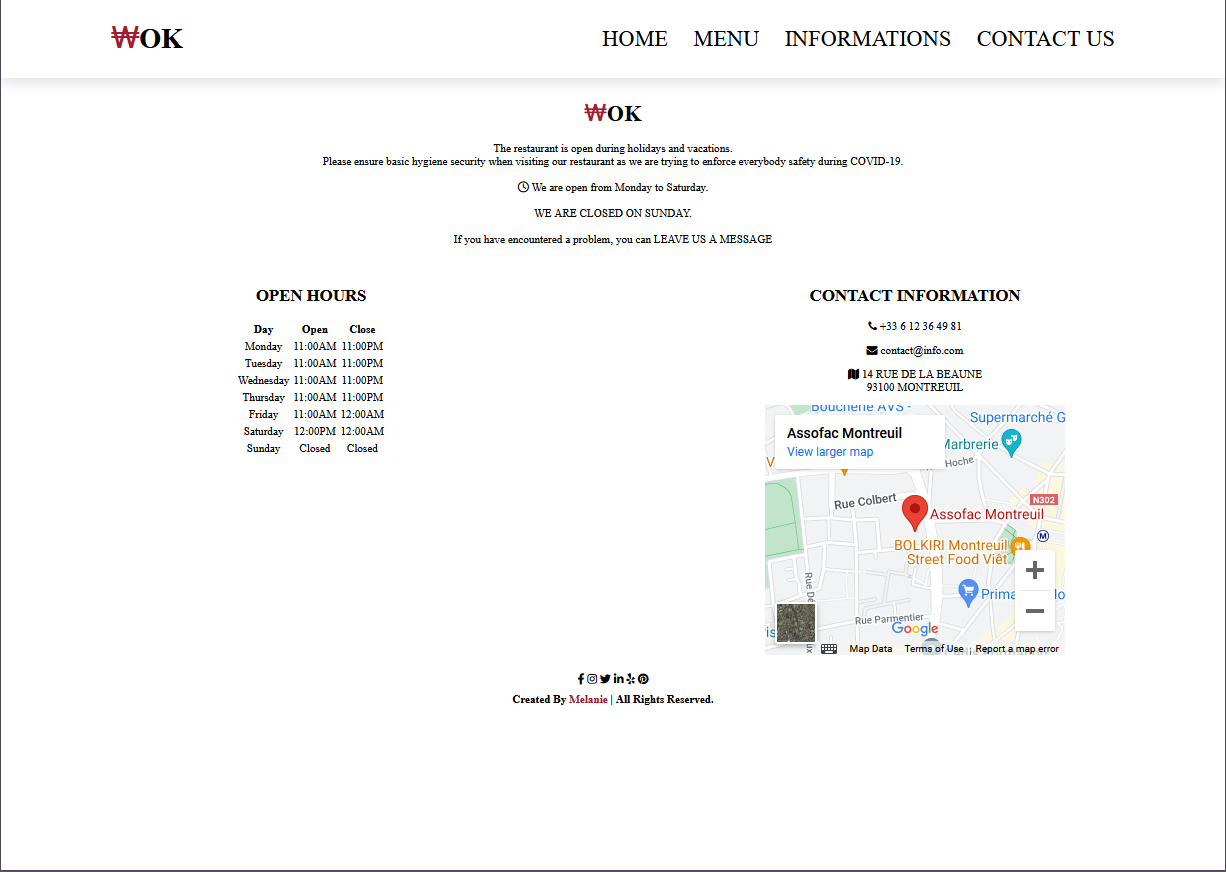 ₩OK
HOME MENU INFORMATIONS CONTACT US
₩OK
The restaurant is open during holidays and vacations.
Please ensure basic hygiene security when visiting our restaurant as we are trying to enforce everybody safety during COVID-19.
We are open from Monday to Saturday.
WE ARE CLOSED ON SUNDAY.
If you have encountered a problem, you can LEAVE US A MESSAGE
OPEN HOURS
Day Open Close
Monday 11:00AM 11:00PM
Tuesday 11:00AM 11:00PM
Wednesday 11:00AM 11:00PM
Thursday 11:00AM 11:00PM
Friday 11:00AM 12:00AM
Saturday 12:00PM 12:00AM
Sunday Closed Closed
CONTACT INFORMATION
+33 6 12 36 49 81
contact@info.com
14 RUE DE LA BEAUNE
93100 MONTREUIL
Boucherie AVS -
Supermarché G
Assofac Montreuil
View larger map
Marbrerie
Hoche
N302
Rue Colbert
Assofac Montreuil
M
BOLKIRI Montreuil
Street Food Viêt
Prima
Rue Parmentier
Google
Map Data Terms of Use Report a map error
Created By Melanie | All Rights Reserved.